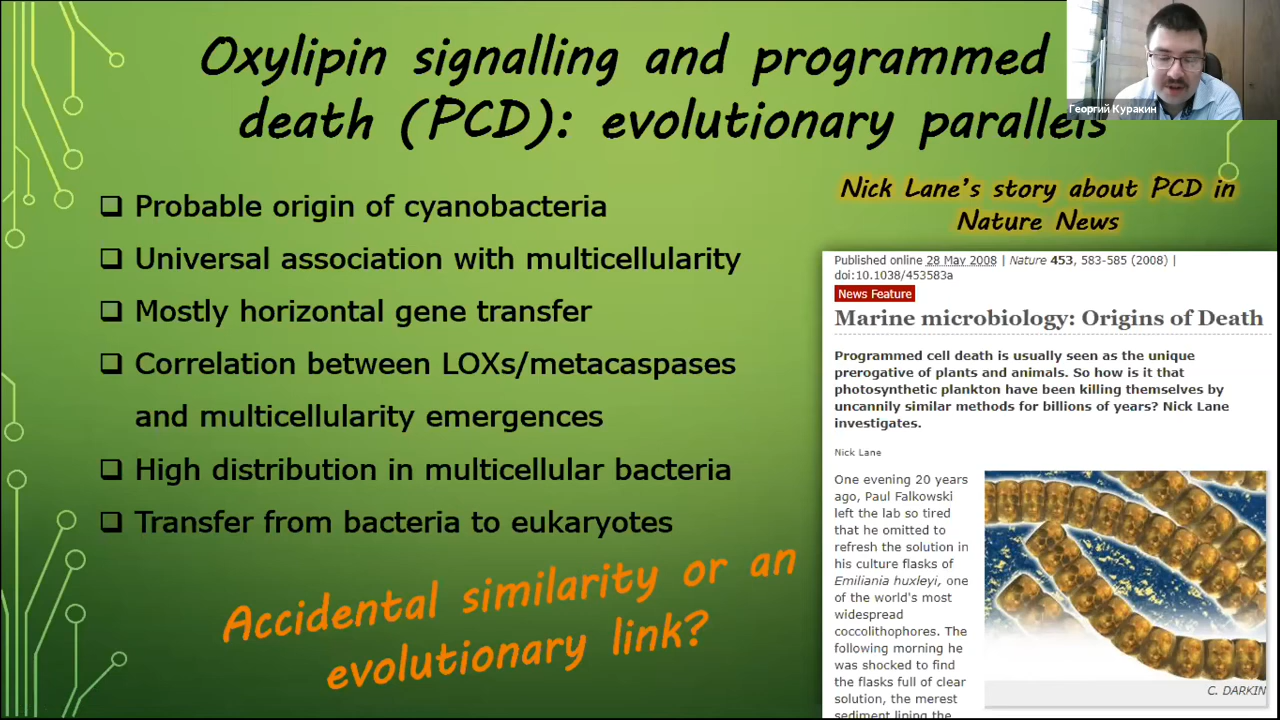 Oxylipin signalling and programmed
death (PCD): evolutionary parallels
Георгий Куракин
Probable origin of cyanobacteria
Universal association with multicellularity
Mostly horizontal gene transfer
Correlation between LOXs/metacaspases
and multicellularity emergences
High distribution in multicellular bacteria
Transfer from bacteria to eukaryotes
Accidental similarity or an
evolutionary link?
Nick Lane's story about PCD in
Nature News
Published online 28 May 2008 | Nature 453, 583-585 (2008) |
doi:10.1038/453583a
News Feature
Marine microbiology: Origins of Death
Programmed cell death is usually seen as the unique
prerogative of plants and animals. So how is it that
photosynthetic plankton have been killing themselves by
uncannily similar methods for billions of years? Nick Lane
investigates.
Nick Lane
One evening 20 years
ago, Paul Falkowski
left the lab so tired
that he omitted to
refresh the solution in
his culture flasks of
Emiliania huxleyi, one
of the world's most
widespread
coccolithophores. The
following morning he
was shocked to find
the flasks full of clear
solution, the merest
sediment lining the
C. DARKIN